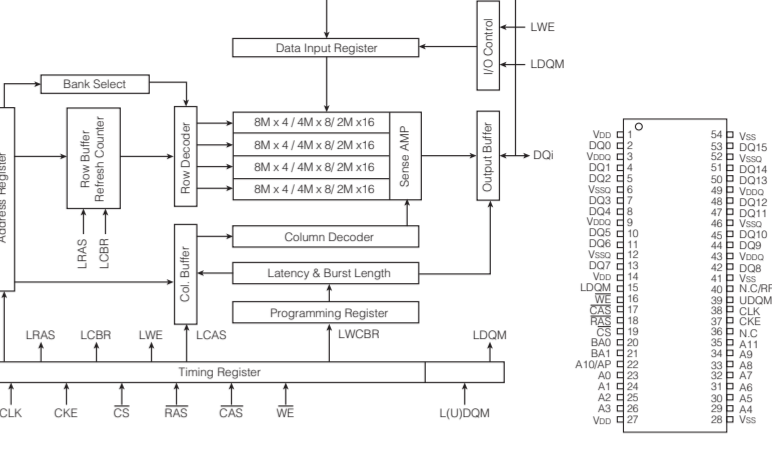 LWE
LDQM
I/O Control
Data Input Register
Bank Select
Address Register
Row Buffer
Refresh Counter
Row Decoder
8M x 4 / 4M x 8/ 2M x16
8M x 4 / 4M x 8/ 2M x16
8M x 4 / 4M x 8/ 2M x16
8M x 4 / 4M x 8/ 2M x16
Sense AMP
Output Buffer
DQi
LRAS
LCBR
Col. Buffer
Column Decoder
Latency & Burst Length
Programming Register
LRAS LCBR LWE LCAS LWCBR LDQM
Timing Register
CLK CKE CS RAS CAS WE L(U)DQM
VDD 1 54 VSS
DQ0 2 53 DQ15
VDDQ 3 52 VSSQ
DQ1 4 51 DQ14
DQ2 5 50 DQ13
VSSQ 6 49 VDDQ
DQ3 7 48 DQ12
DQ4 8 47 DQ11
VDDQ 9 46 VSSQ
DQ5 10 45 DQ10
DQ6 11 44 DQ9
VSSQ 12 43 VDDQ
DQ7 13 42 DQ8
VDD 14 41 VSS
LDQM 15 40 N.C/RF
WE 16 39 UDQM
CAS 17 38 CLK
RAS 18 37 CKE
CS 19 36 N.C
BA0 20 35 A11
BA1 21 34 A9
A10/AP 22 33 A8
A0 23 32 A7
A1 24 31 A6
A2 25 30 A5
A3 26 29 A4
VDD 27 28 VSS